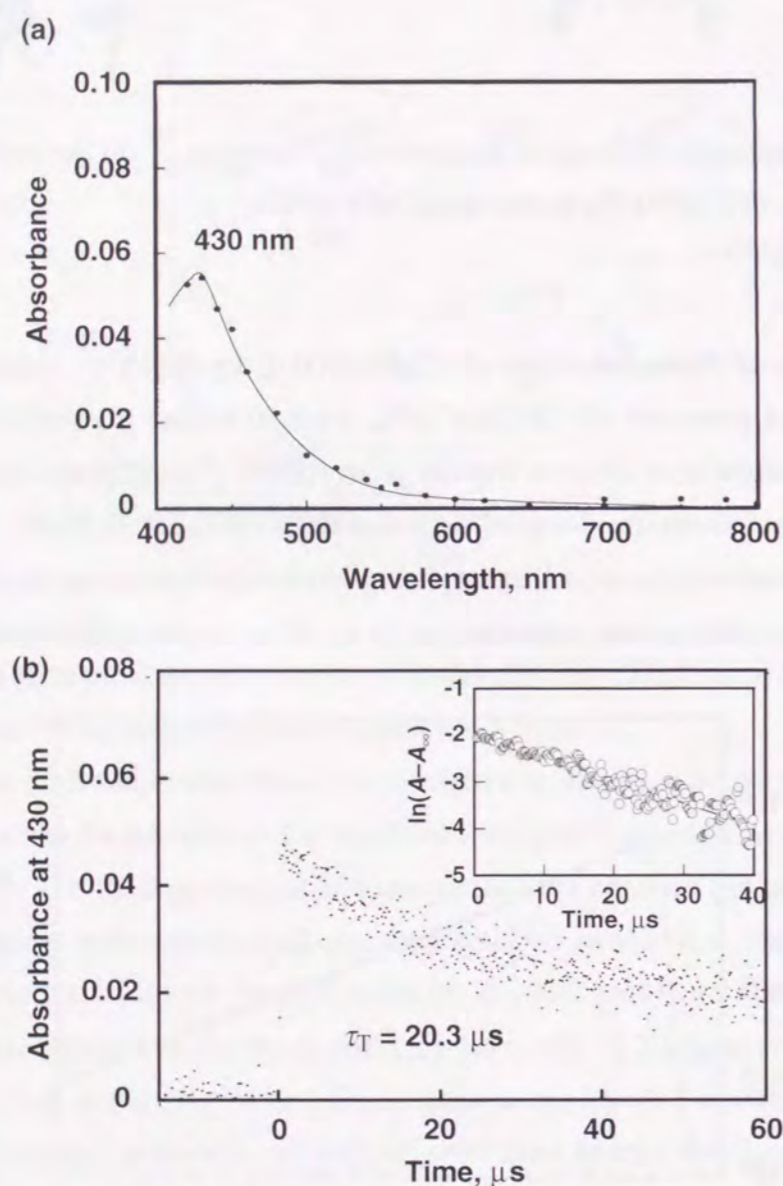 (a)
0.10
0.08
0.06
0.04
0.02
0
Absorbance
430 nm
400 500 600 700 800
Wavelength, nm
(b)
0.08
0.06
0.04
0.02
0
Absorbance at 430 nm
τT = 20.3 μs
0 20 40 60
Time, μs
-1
-2
-3
-4
-5
ln(A–A∞)
0 10 20 30 40
Time, μs